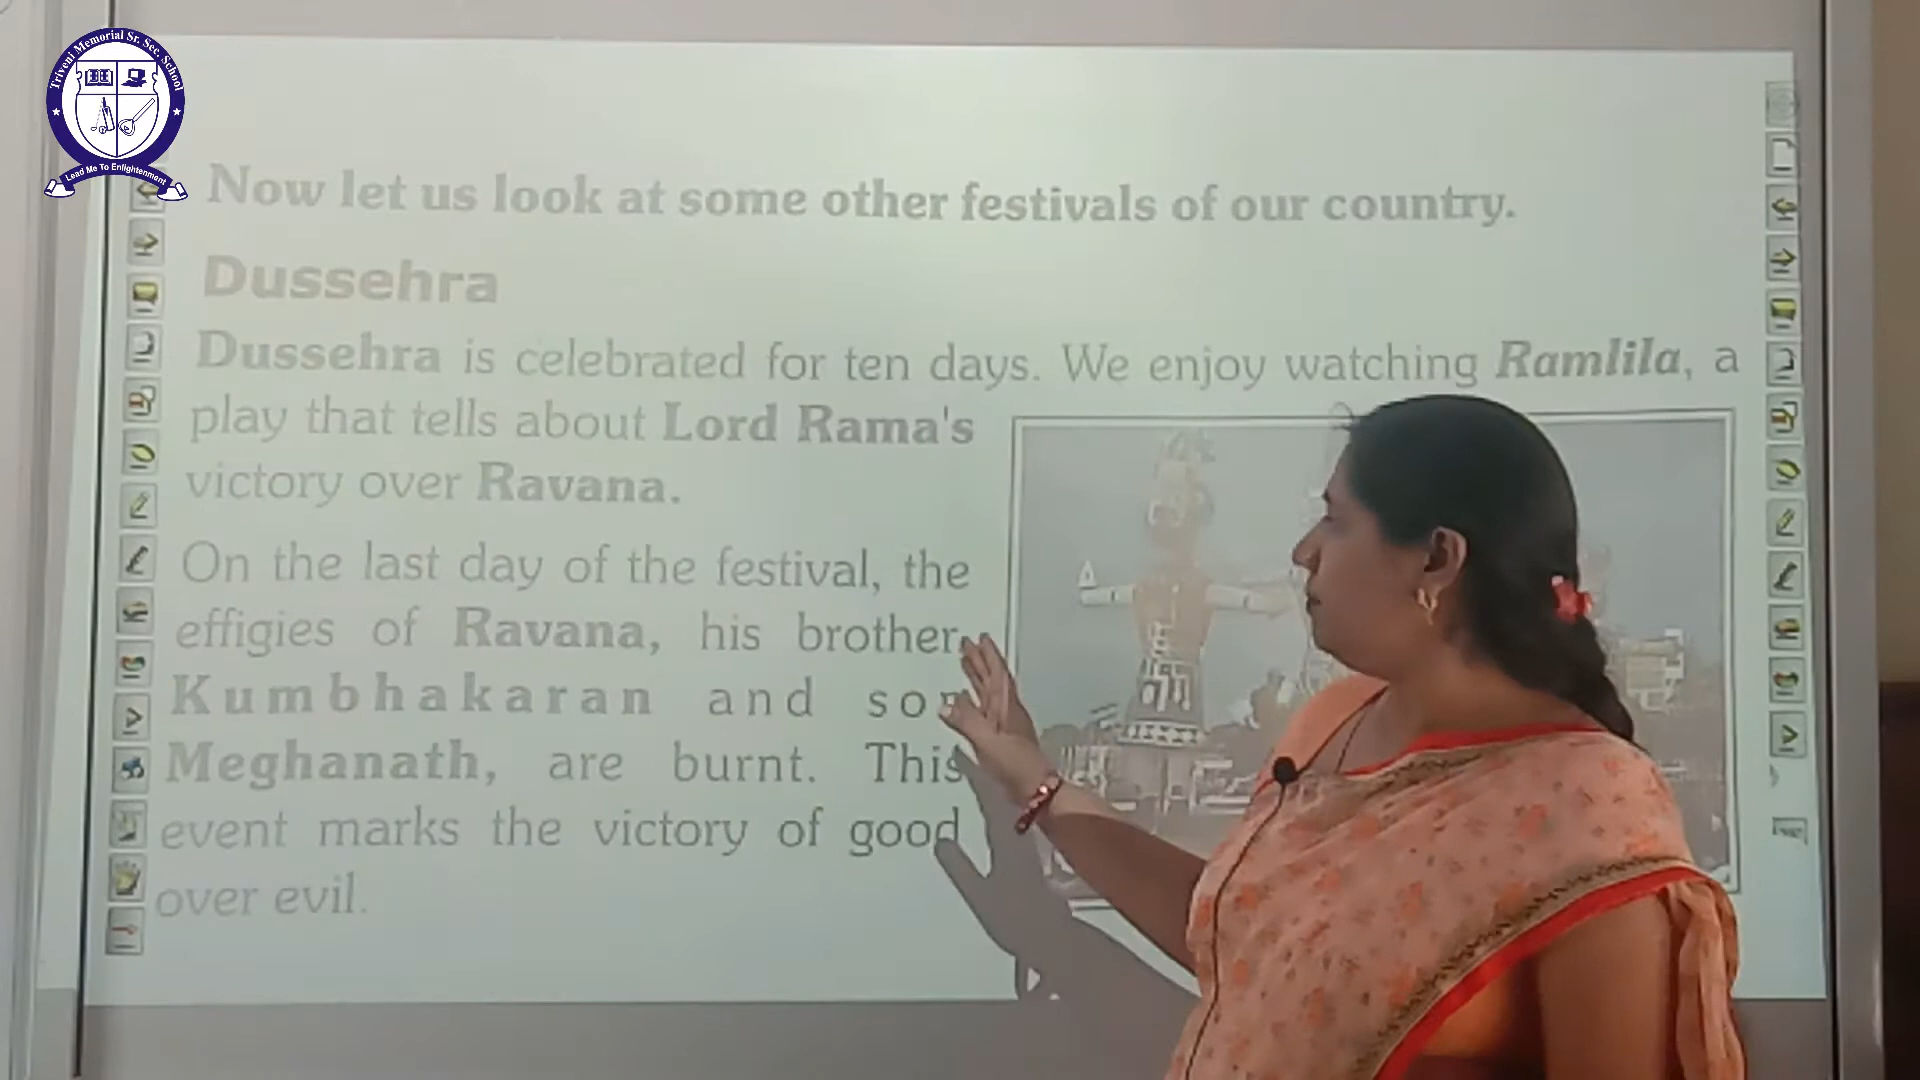 Triveni Memorial Sr. Sec. School
Lead Me To Enlightenment
Now let us look at some other festivals of our country.
Dussehra
Dussehra is celebrated for ten days. We enjoy watching Ramlila, a
play that tells about Lord Rama's
victory over Ravana.
On the last day of the festival, the
effigies of Ravana, his brother,
Kumbhakaran and son
Meghanath, are burnt. This
event marks the victory of good
over evil.